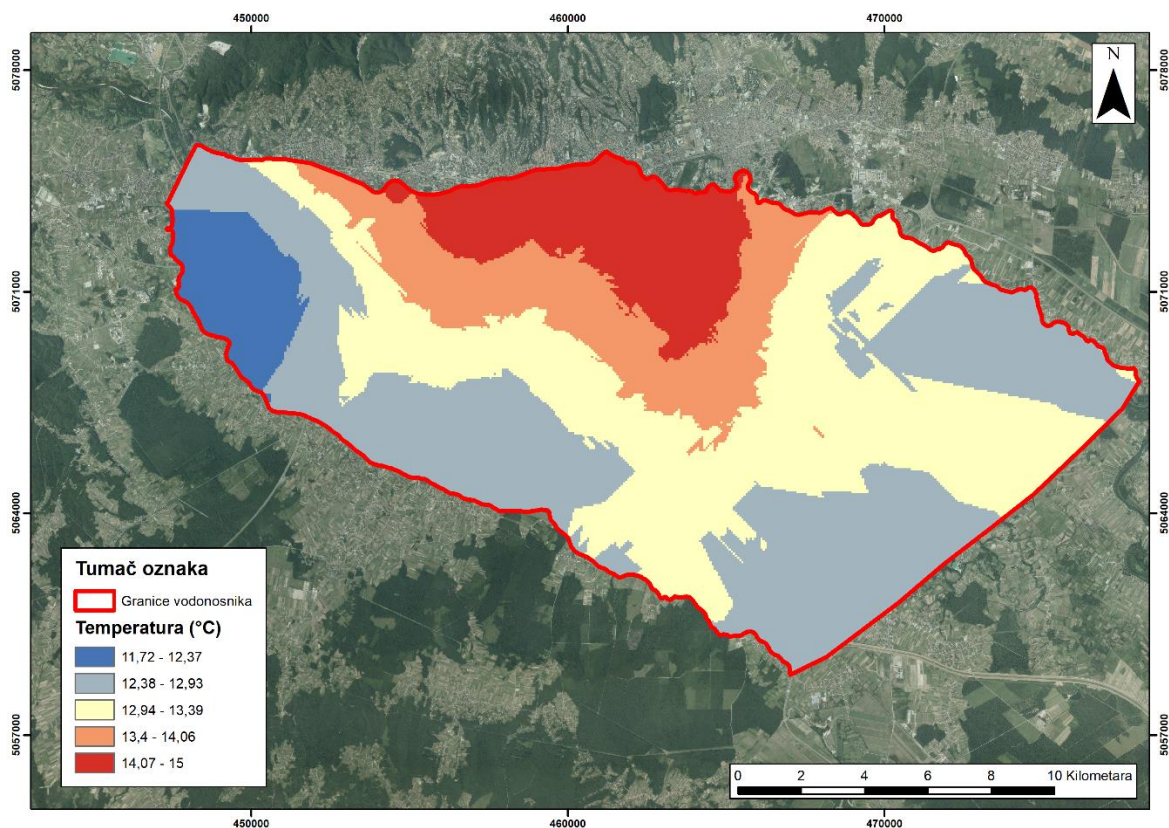 450000
460000
470000
5078000
5078000
N
5071000
5071000
5064000
5064000
Tumač oznaka
Granice vodonosnika
Temperatura (°C)
11,72 - 12,37
12,38 - 12,93
12,94 - 13,39
13,4 - 14,06
14,07 - 15
5057000
5057000
0 2 4 6 8 10 Kilometara
450000
460000
470000